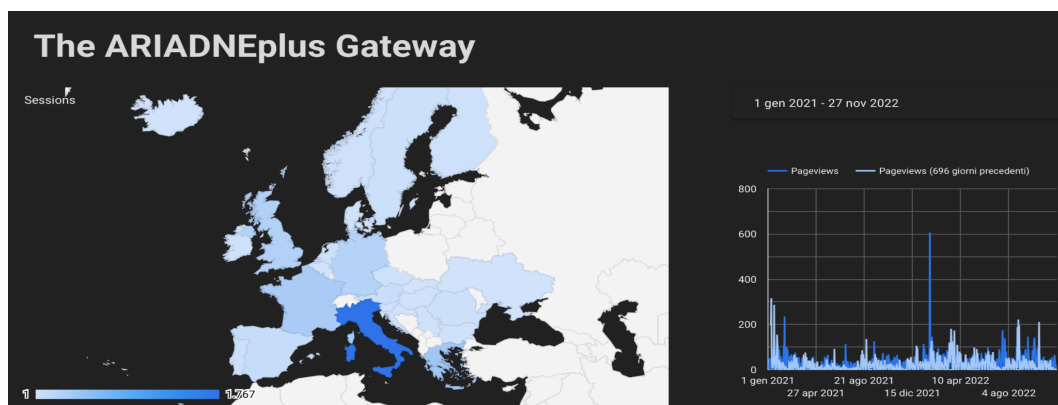 The ARIADNEplus Gateway
Sessions
1
1.767
1 gen 2021 - 27 nov 2022
Pageviews
Pageviews (696 giorni precedenti)
800
600
400
200
0
1 gen 2021
21 ago 2021
10 apr 2022
27 apr 2021
15 dic 2021
4 ago 2022